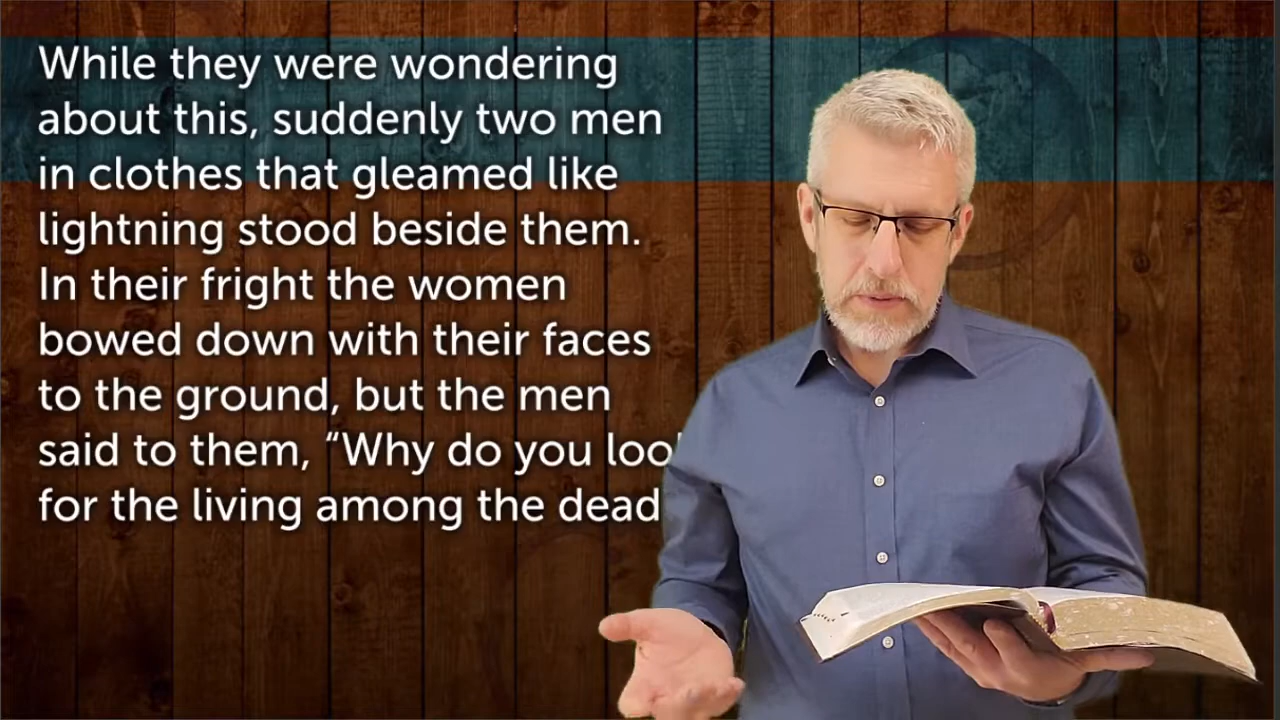 While they were wondering
about this, suddenly two men
in clothes that gleamed like
lightning stood beside them.
In their fright the women
bowed down with their faces
to the ground, but the men
said to them, “Why do you
for the living among the dead